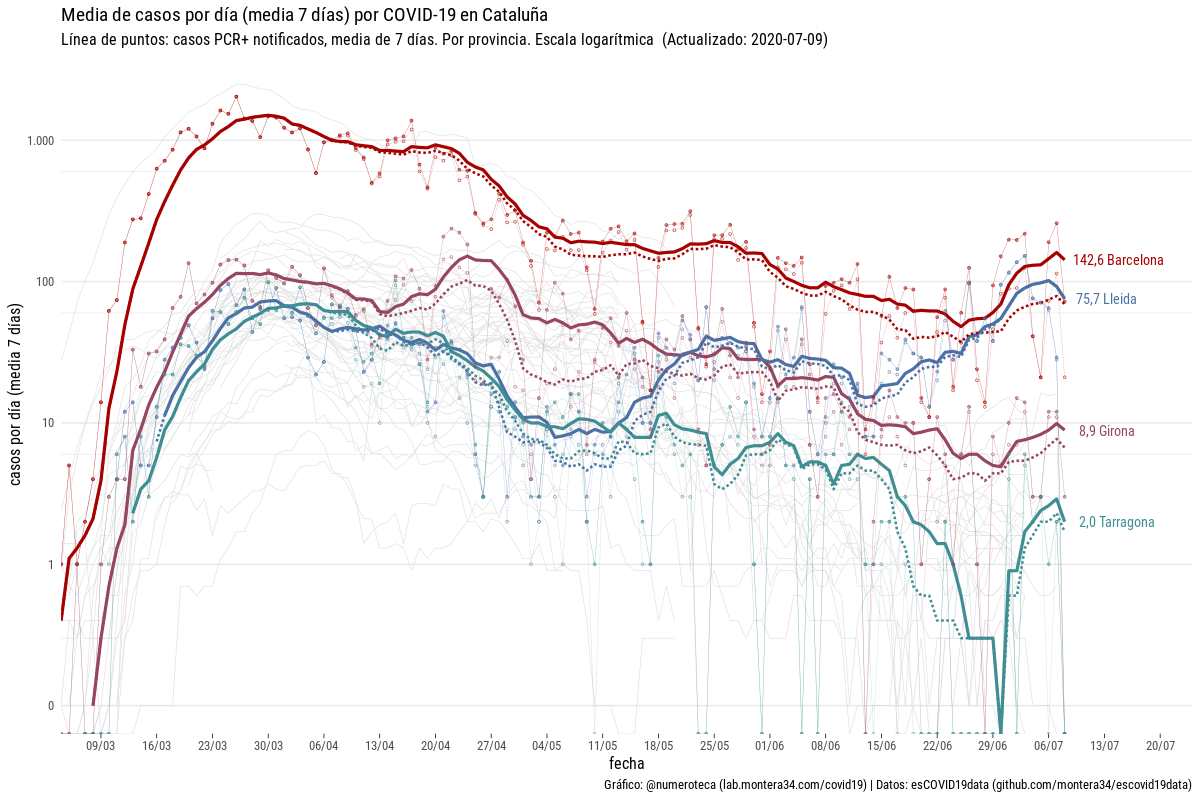 Media de casos por día (media 7 días) por COVID-19 en Cataluña
Línea de puntos: casos PCR+ notificados, media de 7 días. Por provincia. Escala logarítmica  (Actualizado: 2020-07-09)
casos por día (media 7 días)
1.000
100
10
1
0
142,6 Barcelona
75,7 Lleida
8,9 Girona
2,0 Tarragona
09/03 16/03 23/03 30/03 06/04 13/04 20/04 27/04 04/05 11/05 18/05 25/05 01/06 08/06 15/06 22/06 29/06 06/07 13/07 20/07
fecha
Gráfico: @numeroteca (lab.montera34.com/covid19) | Datos: esCOVID19data (github.com/montera34/escovid19data)